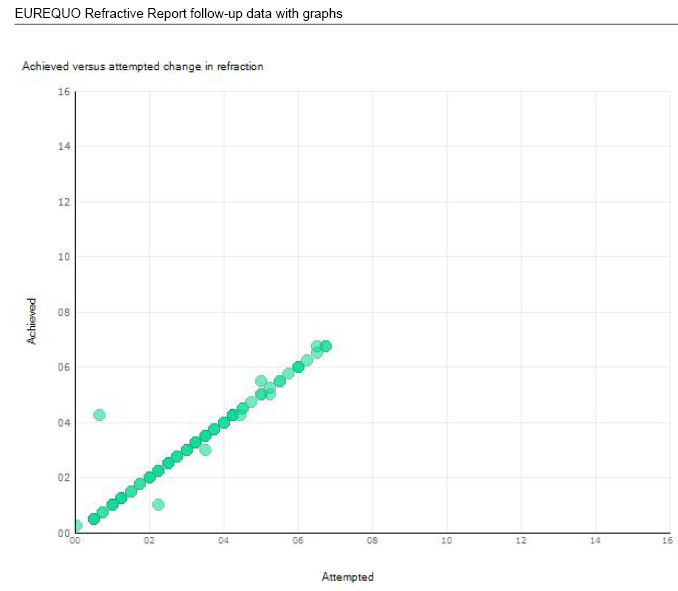 EUREQUO Refractive Report follow-up data with graphs
Achieved versus attempted change in refraction
16
14
12
10
08
06
04
02
00
Achieved
00 02 04 06 08 10 12 14 16
Attempted